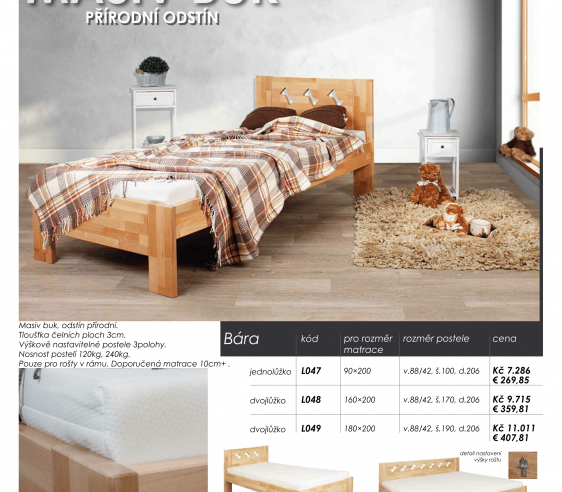 MASIV BUK
PŘÍRODNÍ ODSTÍN
Masiv buk, odstín přírodní.
Tloušťka čelních ploch 3cm.
Výškově nastavitelné postele 3polohy.
Nosnost postelí 120kg, 240kg.
Pouze pro rošty v rámu. Doporučená matrace 10cm+ .
Bára kód pro rozměr matrace rozměr postele cena
jednolůžko L047 90×200 v.88/42, š.100, d.206 Kč 7.286
€ 269,85
dvojlůžko L048 160×200 v.88/42, š.170, d.206 Kč 9.715
€ 359,81
dvojlůžko L049 180×200 v.88/42, š.190, d.206 Kč 11.011
€ 407,81
detail nastavení
výšky roštu